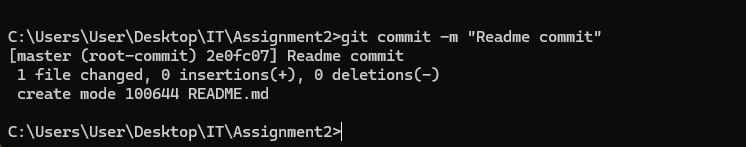 C:\Users\User\Desktop\IT\Assignment2>git commit -m "Readme commit"
[master (root-commit) 2e0fc07] Readme commit
 1 file changed, 0 insertions(+), 0 deletions(-)
 create mode 100644 README.md
C:\Users\User\Desktop\IT\Assignment2>